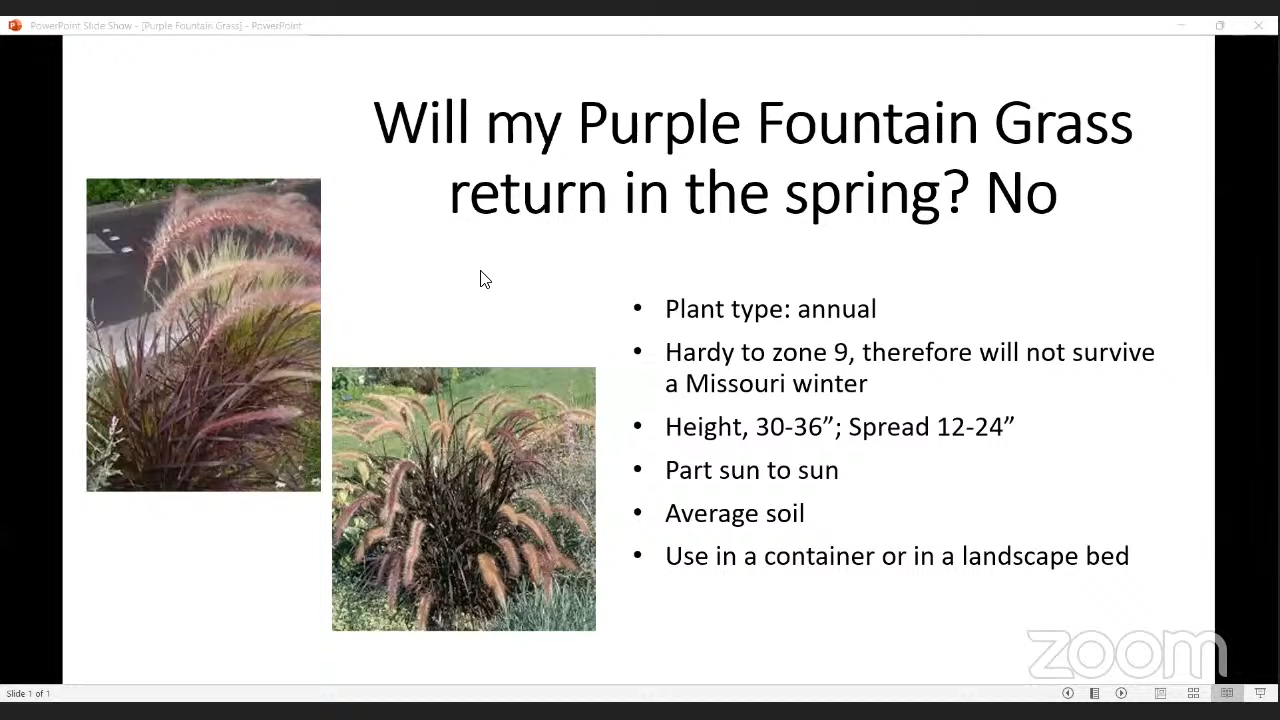 PowerPoint Slide Show - [Purple Fountain Grass] - PowerPoint
Will my Purple Fountain Grass
return in the spring? No
• Plant type: annual
• Hardy to zone 9, therefore will not survive
a Missouri winter
• Height, 30-36”; Spread 12-24”
• Part sun to sun
• Average soil
• Use in a container or in a landscape bed
zoom
Slide 1 of 1